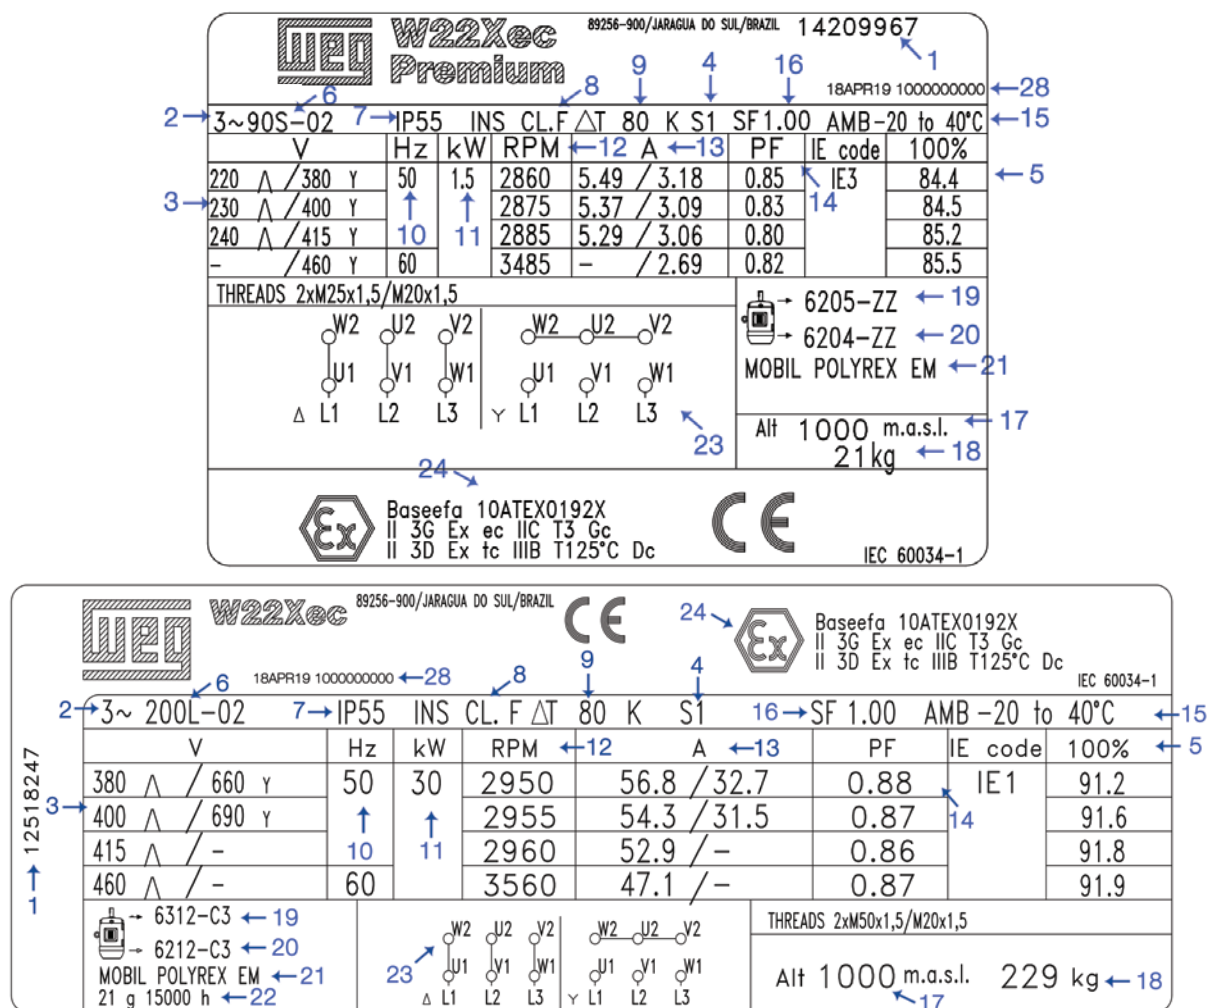 WEG W22Xec 89256-900/JARAGUA DO SUL/BRAZIL 14209967
Premium
1
9 4 16
8
18APR19 1000000000 28
6
2 3~90S-02 7 IP55 INS CL.F △T 80 K S1 SF1.00 AMB-20 to 40°C 15
V Hz kW RPM 12 A 13 PF IE code 100%
220 Δ / 380 Y 50 1.5 2860 5.49 / 3.18 0.85 IE3 84.4 5
3 230 Δ / 400 Y 2875 5.37 / 3.09 0.83 14 84.5
240 Δ / 415 Y 10 11 2885 5.29 / 3.06 0.80 85.2
- / 460 Y 60 3485 - / 2.69 0.82 85.5
THREADS 2xM25x1,5/M20x1,5
6205-ZZ 19
W2 U2 V2 W2 U2 V2
6204-ZZ 20
MOBIL POLYREX EM 21
U1 V1 W1 U1 V1 W1
Δ L1 L2 L3 Y L1 L2 L3
23
Alt 1000 m.a.s.l. 17
21kg 18
24
Ex Baseefa 10ATEX0192X CE
II 3G Ex ec IIC T3 Gc
II 3D Ex tc IIIB T125°C Dc
IEC 60034-1
WEG W22Xec 89256-900/JARAGUA DO SUL/BRAZIL CE 24 Ex Baseefa 10ATEX0192X
II 3G Ex ec IIC T3 Gc
II 3D Ex tc IIIB T125°C Dc
18APR19 1000000000 28
IEC 60034-1
6 8 9 4
2 3~ 200L-02 7 IP55 INS CL. F △T 80 K S1 16 SF 1.00 AMB -20 to 40°C 15
V Hz kW RPM 12 A 13 PF IE code 100% 5
380 Δ / 660 Y 50 30 2950 56.8 / 32.7 0.88 IE1 91.2
3 400 Δ / 690 Y 2955 54.3 / 31.5 0.87 14 91.6
415 Δ / - 10 11 2960 52.9 / - 0.86 91.8
460 Δ / - 60 3560 47.1 / - 0.87 91.9
12518247
1
6312-C3 19
6212-C3 20
MOBIL POLYREX EM 21
21 g 15000 h 22
W2 U2 V2 W2 U2 V2
23
U1 V1 W1 U1 V1 W1
Δ L1 L2 L3 Y L1 L2 L3
THREADS 2xM50x1,5/M20x1,5
Alt 1000 m.a.s.l. 229 kg 18
17